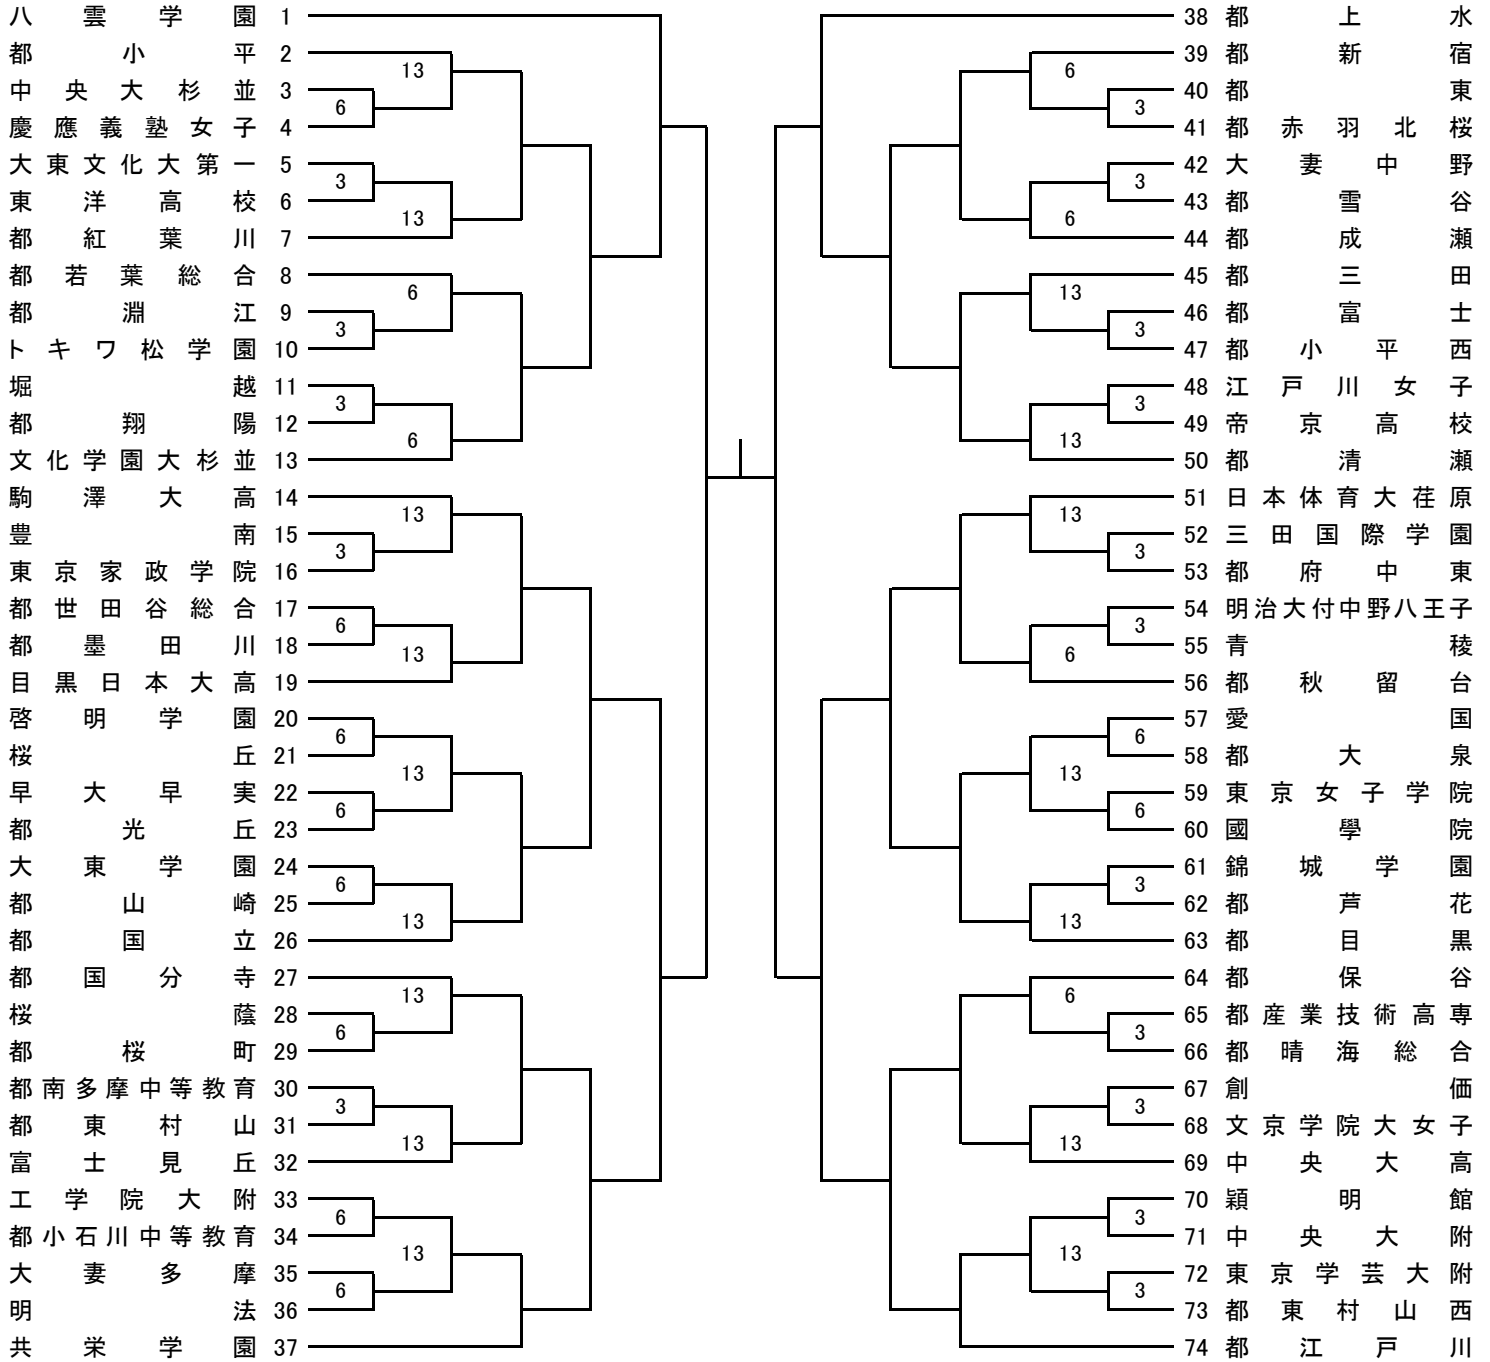 八雲学園 1
都小平 2
13
中央大杉並 3
6
慶應義塾女子 4
大東文化大第一 5
3
東洋高校 6
13
都紅葉川 7
都若葉総合 8
6
都淵江 9
3
トキワ松学園 10
堀越 11
3
都翔陽 12
6
文化学園大杉並 13
駒澤大高 14
13
豊南 15
3
東京家政学院 16
都世田谷総合 17
6
都墨田川 18
13
目黒日本大高 19
啓明学園 20
6
桜丘 21
13
早大早実 22
6
都光丘 23
大東学園 24
6
都山崎 25
13
都国立 26
都国分寺 27
13
桜蔭 28
6
都桜町 29
都南多摩中等教育 30
3
都東村山 31
13
富士見丘 32
工学院大附 33
6
都小石川中等教育 34
13
大妻多摩 35
6
明法 36
共栄学園 37
38 都上水
39 都新宿
6
40 都東
3
41 都赤羽北桜
42 大妻中野
3
43 都雪谷
6
44 都成瀬
45 都三田
13
46 都富士
3
47 都小平西
48 江戸川女子
3
49 帝京高校
13
50 都清瀬
51 日本体育大荏原
13
52 三田国際学園
3
53 都府中東
54 明治大付中野八王子
3
55 青稜
6
56 都秋留台
57 愛国
6
58 都大泉
13
59 東京女子学院
6
60 國學院
61 錦城学園
3
62 都芦花
13
63 都目黒
64 都保谷
6
65 都産業技術高専
3
66 都晴海総合
67 創価
3
68 文京学院大女子
13
69 中央大高
70 穎明館
3
71 中央大附
13
72 東京学芸大附
3
73 都東村山西
74 都江戸川